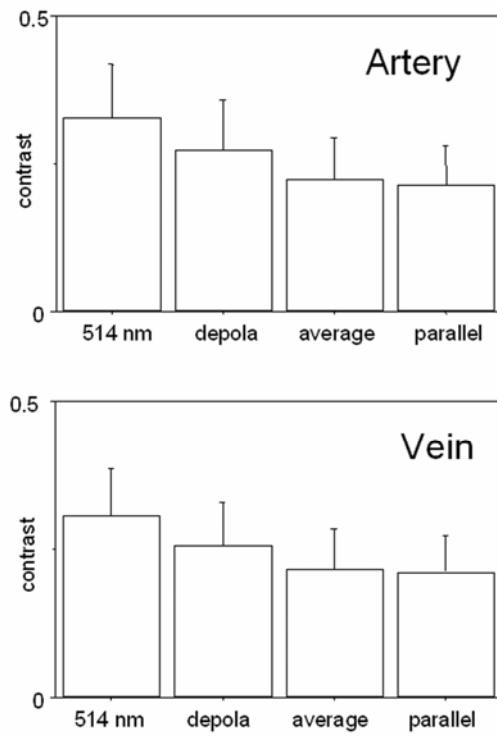 0.5
Artery
contrast
0
514 nm depola average parallel
0.5
Vein
contrast
0
514 nm depola average parallel